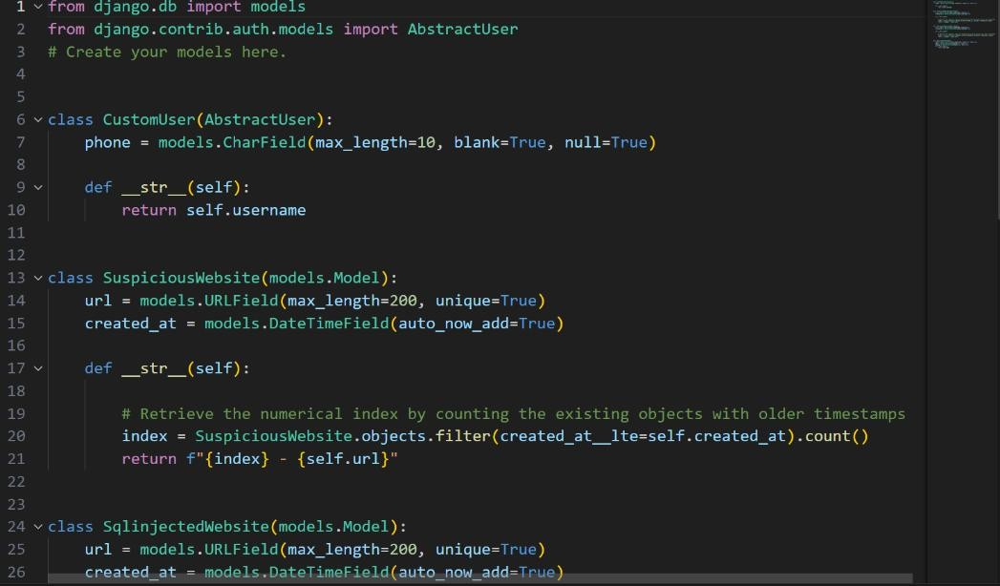 1 from django.db import models
2 from django.contrib.auth.models import AbstractUser
3 # Create your models here.
4
5
6 class CustomUser(AbstractUser):
7     phone = models.CharField(max_length=10, blank=True, null=True)
8
9     def __str__(self):
10         return self.username
11
12
13 class SuspiciousWebsite(models.Model):
14     url = models.URLField(max_length=200, unique=True)
15     created_at = models.DateTimeField(auto_now_add=True)
16
17     def __str__(self):
18
19         # Retrieve the numerical index by counting the existing objects with older timestamps
20         index = SuspiciousWebsite.objects.filter(created_at__lte=self.created_at).count()
21         return f"{index} - {self.url}"
22
23
24 class SqlinjectedWebsite(models.Model):
25     url = models.URLField(max_length=200, unique=True)
26     created_at = models.DateTimeField(auto_now_add=True)